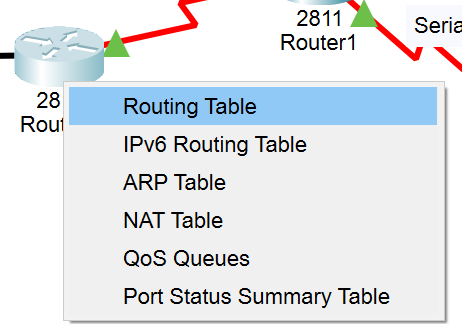 2811
Router1
Seria
28
Rout
Routing Table
IPv6 Routing Table
ARP Table
NAT Table
QoS Queues
Port Status Summary Table